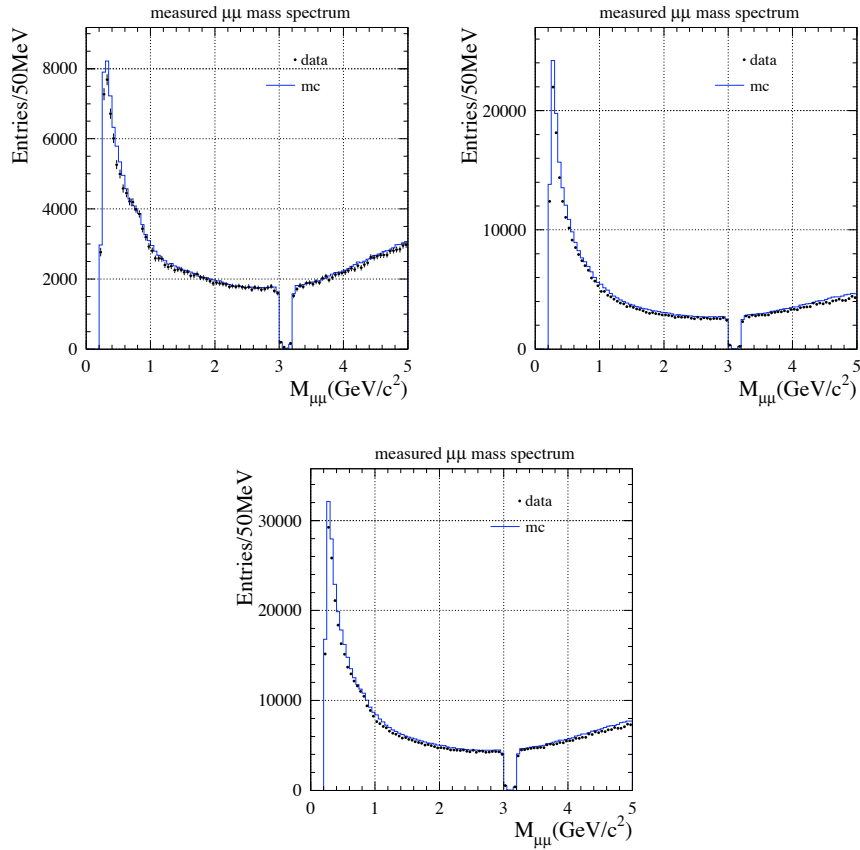 measured μμ mass spectrum
Entries/50MeV
8000
6000
4000
2000
0
data
mc
0 1 2 3 4 5
M_μμ(GeV/c²)
measured μμ mass spectrum
Entries/50MeV
20000
10000
0
data
mc
0 1 2 3 4 5
M_μμ(GeV/c²)
measured μμ mass spectrum
Entries/50MeV
30000
20000
10000
0
data
mc
0 1 2 3 4 5
M_μμ(GeV/c²)